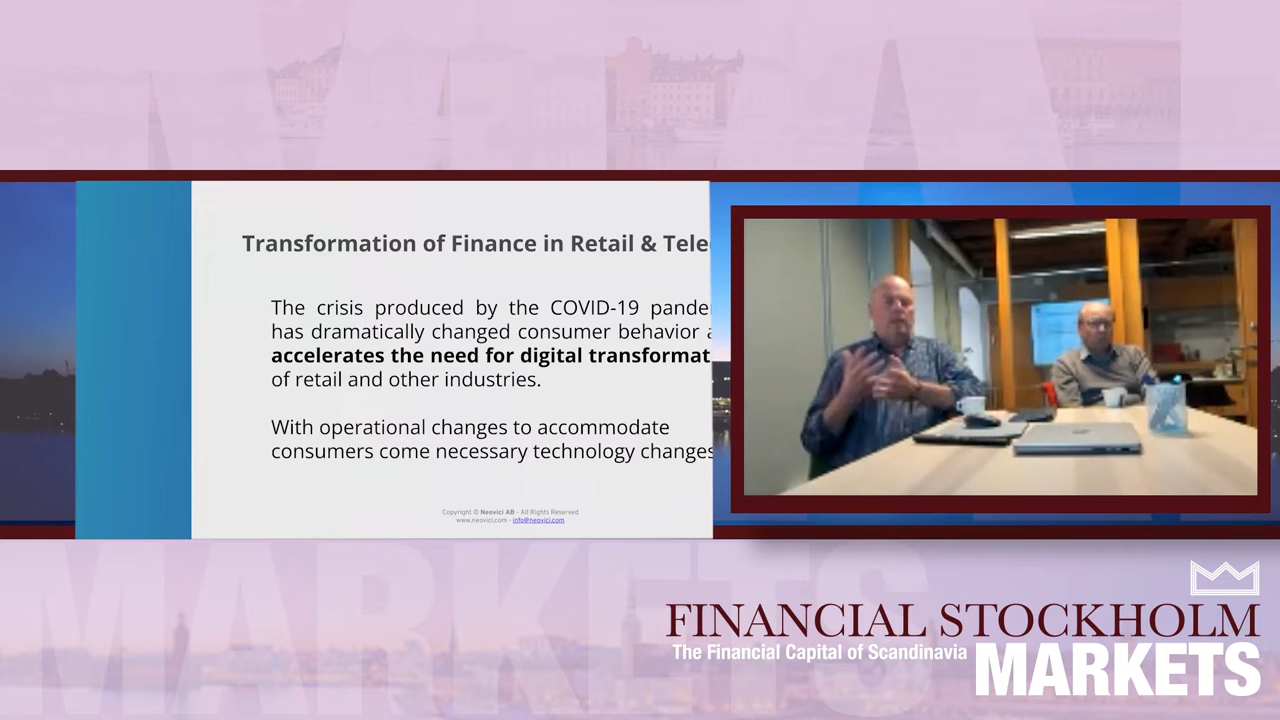 Transformation of Finance in Retail & Tele
The crisis produced by the COVID-19 pande
has dramatically changed consumer behavior a
accelerates the need for digital transformat
of retail and other industries.
With operational changes to accommodate
consumers come necessary technology changes
Copyright © Neovici AB - All Rights Reserved
www.neovici.com - info@neovici.com
MARKETS
FINANCIAL STOCKHOLM
The Financial Capital of Scandinavia
MARKETS